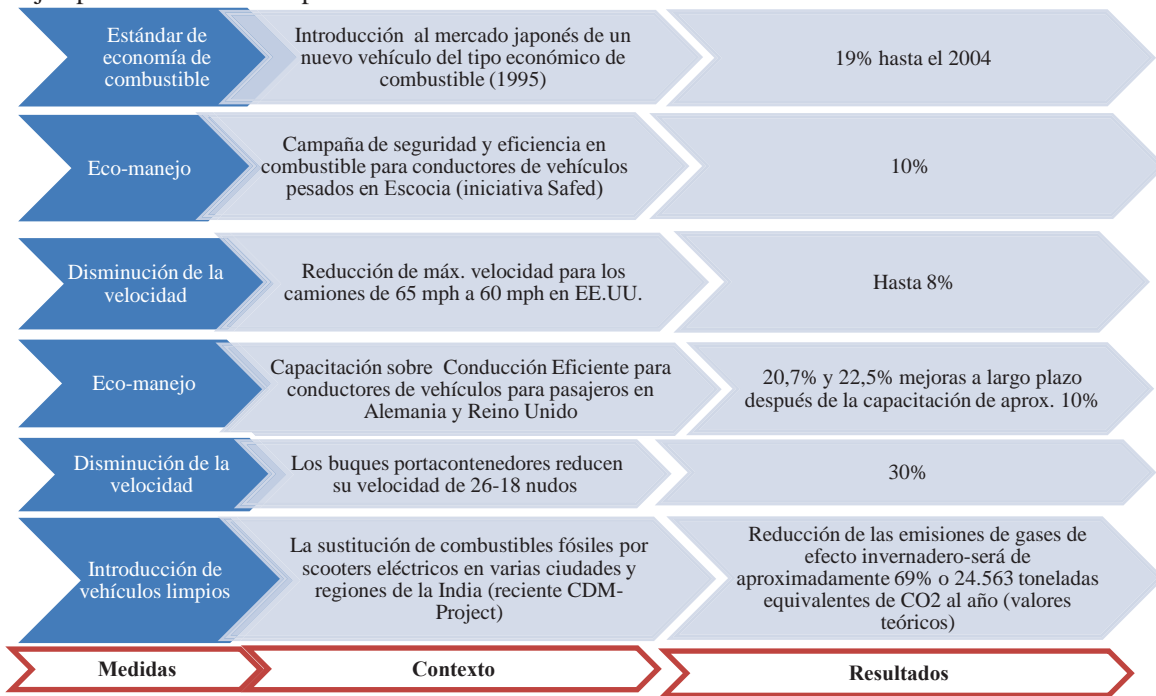 Estándar de
economía de
combustible
Introducción al mercado japonés de un
nuevo vehículo del tipo económico de
combustible (1995)
19% hasta el 2004
Eco-manejo
Campaña de seguridad y eficiencia en
combustible para conductores de vehículos
pesados en Escocia (iniciativa Safed)
10%
Disminución de la
velocidad
Reducción de máx. velocidad para los
camiones de 65 mph a 60 mph en EE.UU.
Hasta 8%
Eco-manejo
Capacitación sobre Conducción Eficiente para
conductores de vehículos para pasajeros en
Alemania y Reino Unido
20,7% y 22,5% mejoras a largo plazo
después de la capacitación de aprox. 10%
Disminución de la
velocidad
Los buques portacontenedores reducen
su velocidad de 26-18 nudos
30%
Introducción de
vehículos limpios
La sustitución de combustibles fósiles por
scooters eléctricos en varias ciudades y
regiones de la India (reciente CDM-
Project)
Reducción de las emisiones de gases de
efecto invernadero-será de
aproximadamente 69% o 24.563 toneladas
equivalentes de CO2 al año (valores
teóricos)
Medidas
Contexto
Resultados